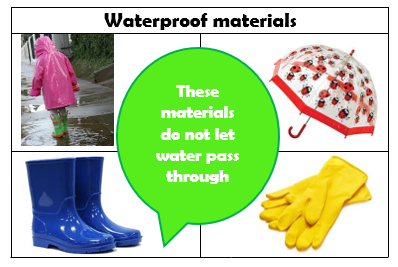 Waterproof materials
These
materials
do not let
water pass
through